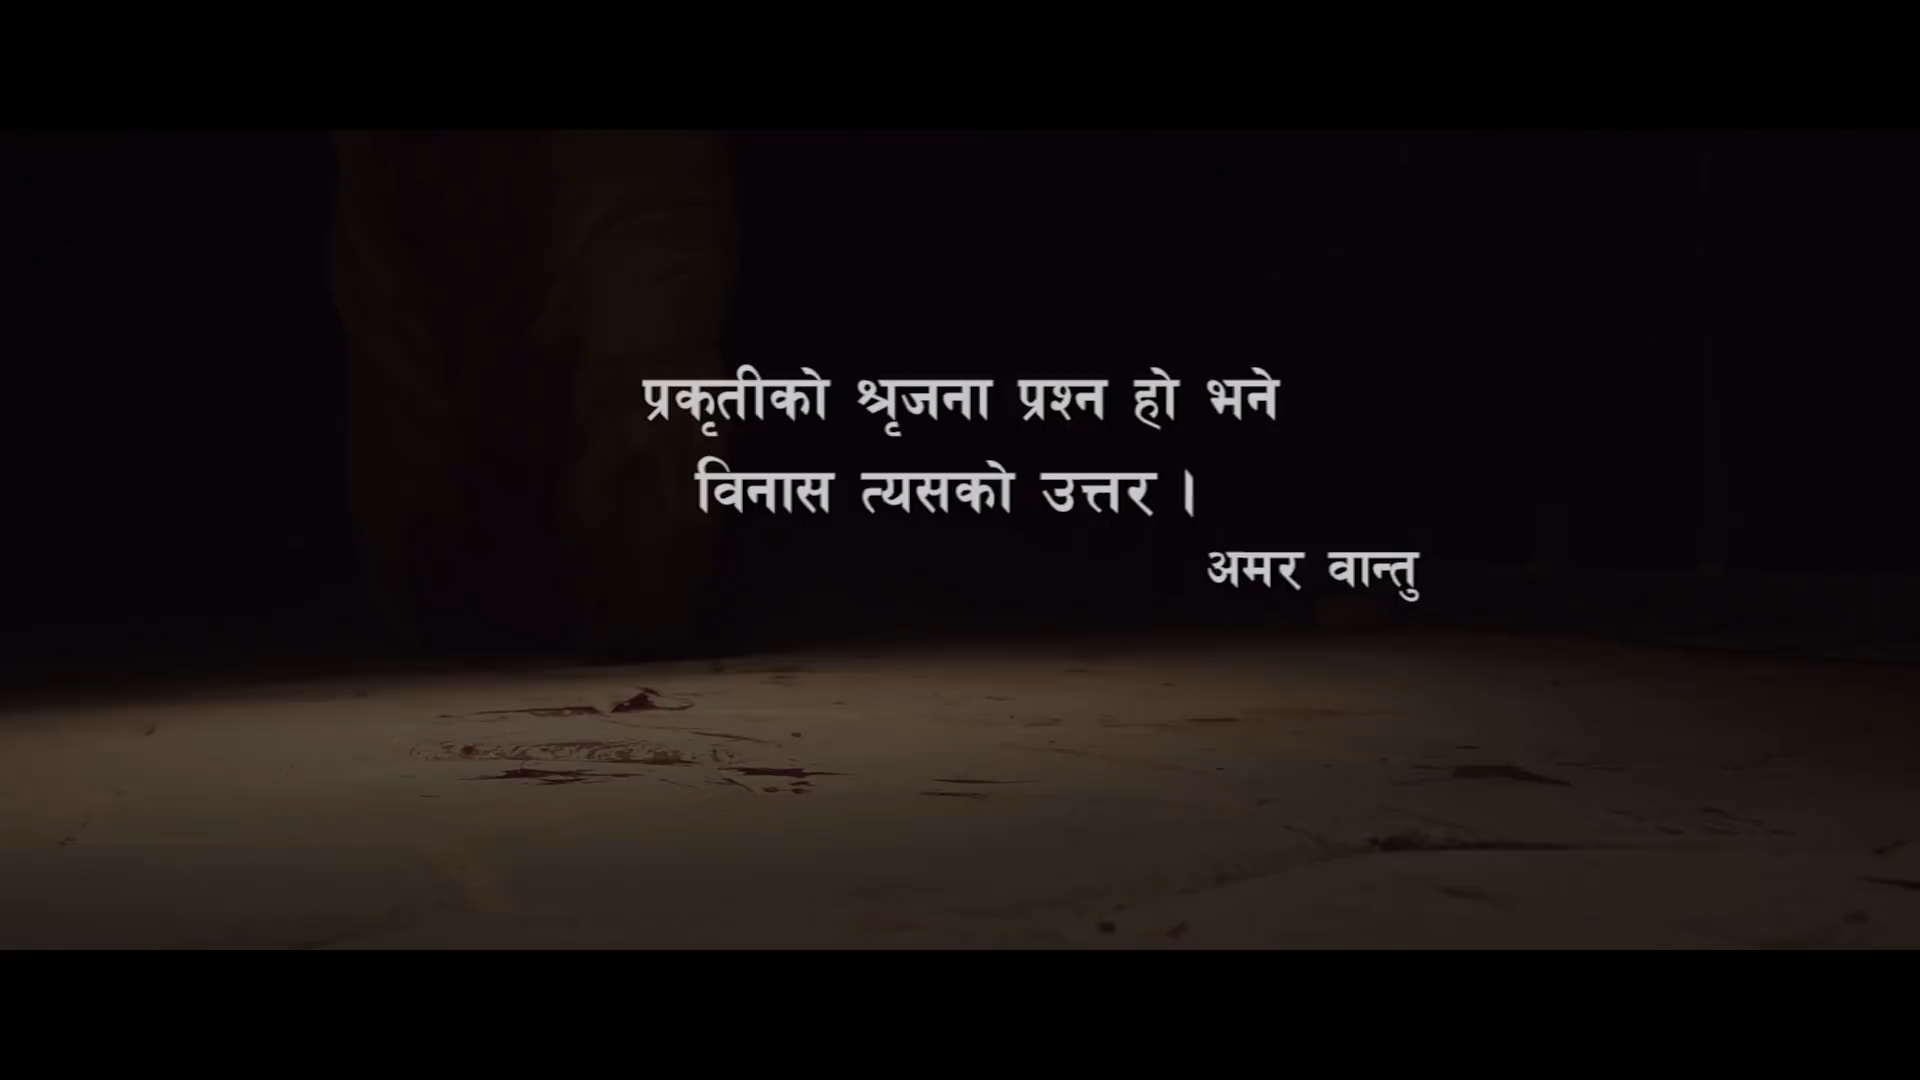 प्रकृतीको श्रृजना प्रश्न हो भने
विनास त्यसको उत्तर ।
अमर वान्तु